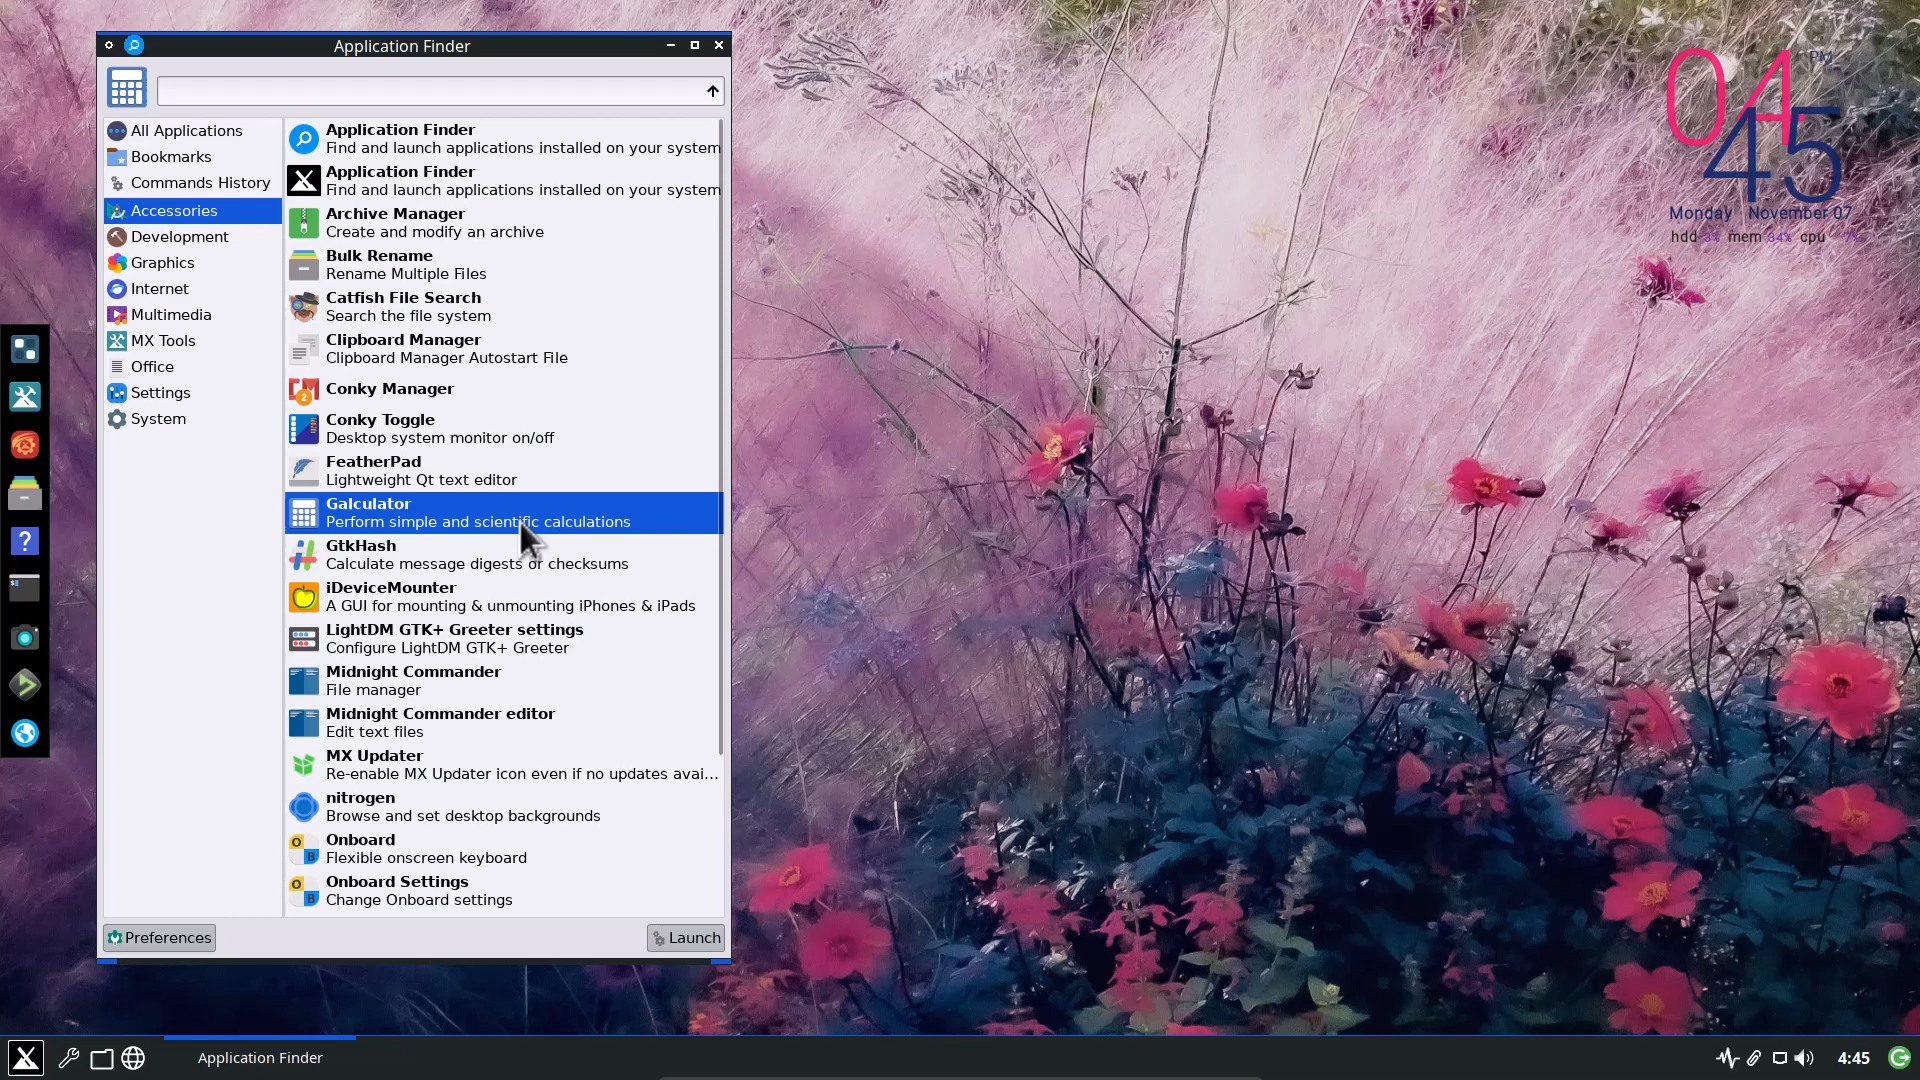 Application Finder
All Applications
Bookmarks
Commands History
Accessories
Development
Graphics
Internet
Multimedia
MX Tools
Office
Settings
System
Application Finder
Find and launch applications installed on your system
Application Finder
Find and launch applications installed on your system
Archive Manager
Create and modify an archive
Bulk Rename
Rename Multiple Files
Catfish File Search
Search the file system
Clipboard Manager
Clipboard Manager Autostart File
Conky Manager
Conky Toggle
Desktop system monitor on/off
FeatherPad
Lightweight Qt text editor
Galculator
Perform simple and scientific calculations
GtkHash
Calculate message digests or checksums
iDeviceMounter
A GUI for mounting & unmounting iPhones & iPads
LightDM GTK+ Greeter settings
Configure LightDM GTK+ Greeter
Midnight Commander
File manager
Midnight Commander editor
Edit text files
MX Updater
Re-enable MX Updater icon even if no updates avai...
nitrogen
Browse and set desktop backgrounds
Onboard
Flexible onscreen keyboard
Onboard Settings
Change Onboard settings
Preferences
Launch
04 PM
45
Monday November 07
hdd 3% mem 34% cpu 7%
Application Finder
4:45